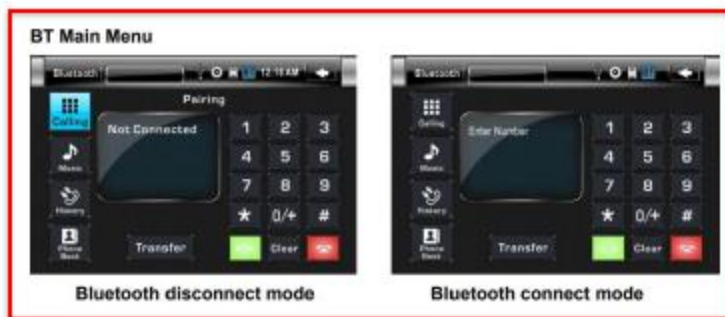 BT Main Menu
Bluetooth 12:18 AM
Pairing
Calling
Not Connected
1 2 3
Music
4 5 6
7 8 9
History
* 0/+ #
Phone Book
Transfer
Clear
Bluetooth disconnect mode
Bluetooth
Calling
Enter Number
1 2 3
Music
4 5 6
7 8 9
History
* 0/+ #
Phone Book
Transfer
Clear
Bluetooth connect mode